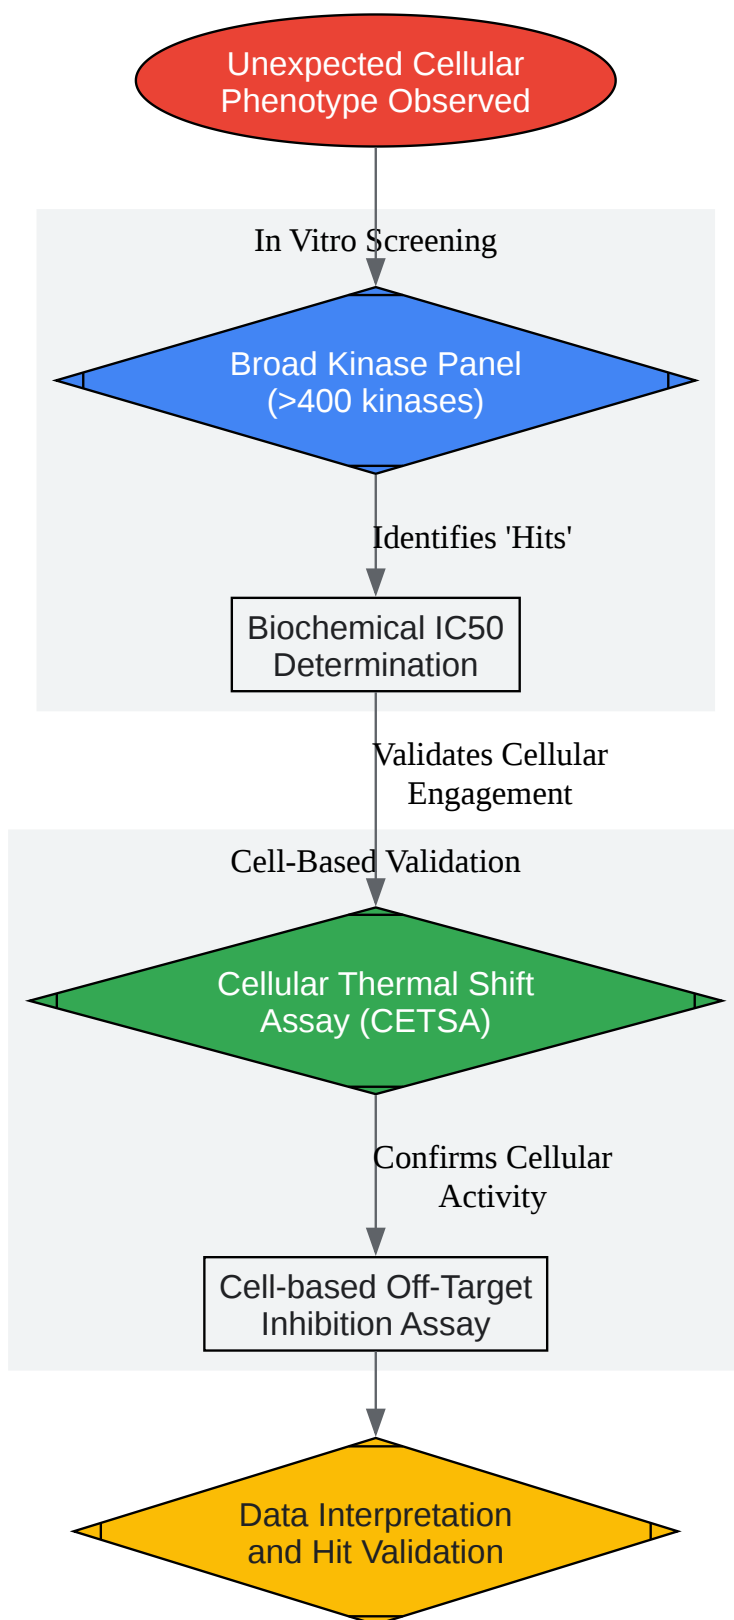 Unexpected Cellular
Phenotype Observed
In Vitro Screening
Broad Kinase Panel
(>400 kinases)
Identifies 'Hits'
Biochemical IC50
Determination
Validates Cellular
Engagement
Cell-Based Validation
Cellular Thermal Shift
Assay (CETSA)
Confirms Cellular
Activity
Cell-based Off-Target
Inhibition Assay
Data Interpretation
and Hit Validation